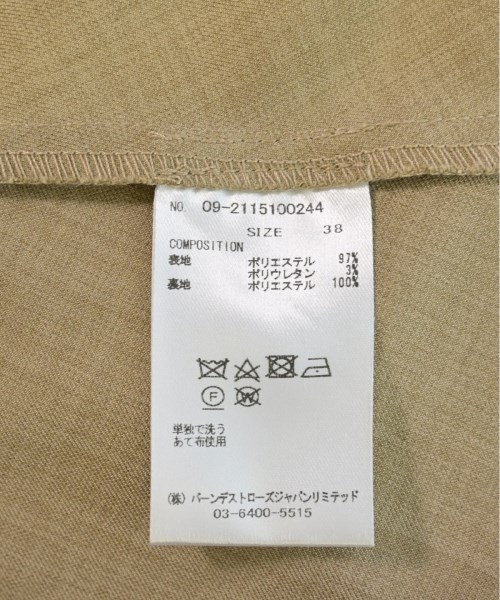 NO. 09-2115100244
SIZE 38
COMPOSITION
表地 ポリエステル 97%
ポリウレタン 3%
裏地 ポリエステル 100%
F W
単独で洗う
あて布使用
(株) バーンデストローズジャパンリミテッド
03-6400-5515